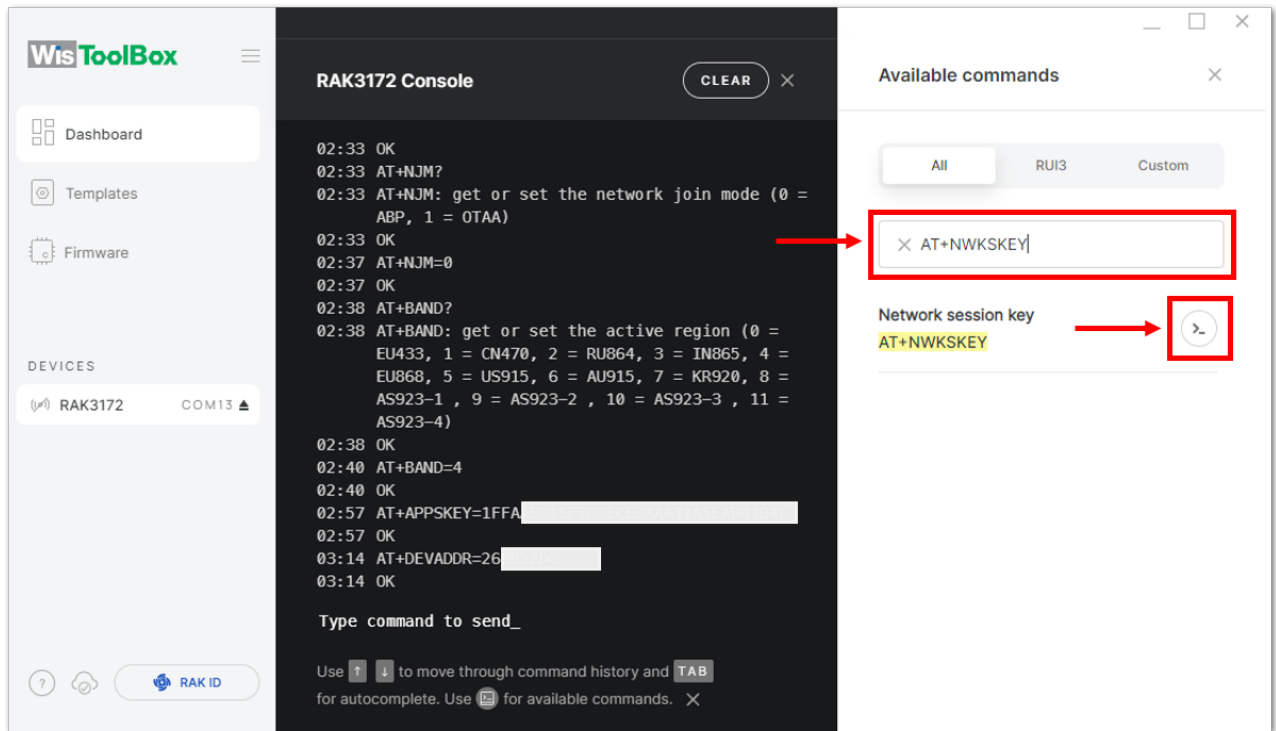 WisToolBox
Dashboard
Templates
Firmware
DEVICES
RAK3172 COM13
? RAK ID
RAK3172 Console CLEAR
02:33 OK
02:33 AT+NJM?
02:33 AT+NJM: get or set the network join mode (0 =
ABP, 1 = OTAA)
02:33 OK
02:37 AT+NJM=0
02:37 OK
02:38 AT+BAND?
02:38 AT+BAND: get or set the active region (0 =
EU433, 1 = CN470, 2 = RU864, 3 = IN865, 4 =
EU868, 5 = US915, 6 = AU915, 7 = KR920, 8 =
AS923-1 , 9 = AS923-2 , 10 = AS923-3 , 11 =
AS923-4)
02:38 OK
02:40 AT+BAND=4
02:40 OK
02:57 AT+APPSKEY=1FFA
02:57 OK
03:14 AT+DEVADDR=26
03:14 OK
Type command to send_
Use ↑ ↓ to move through command history and TAB
for autocomplete. Use for available commands.
Available commands
All RUI3 Custom
AT+NWKSKEY
Network session key
AT+NWKSKEY